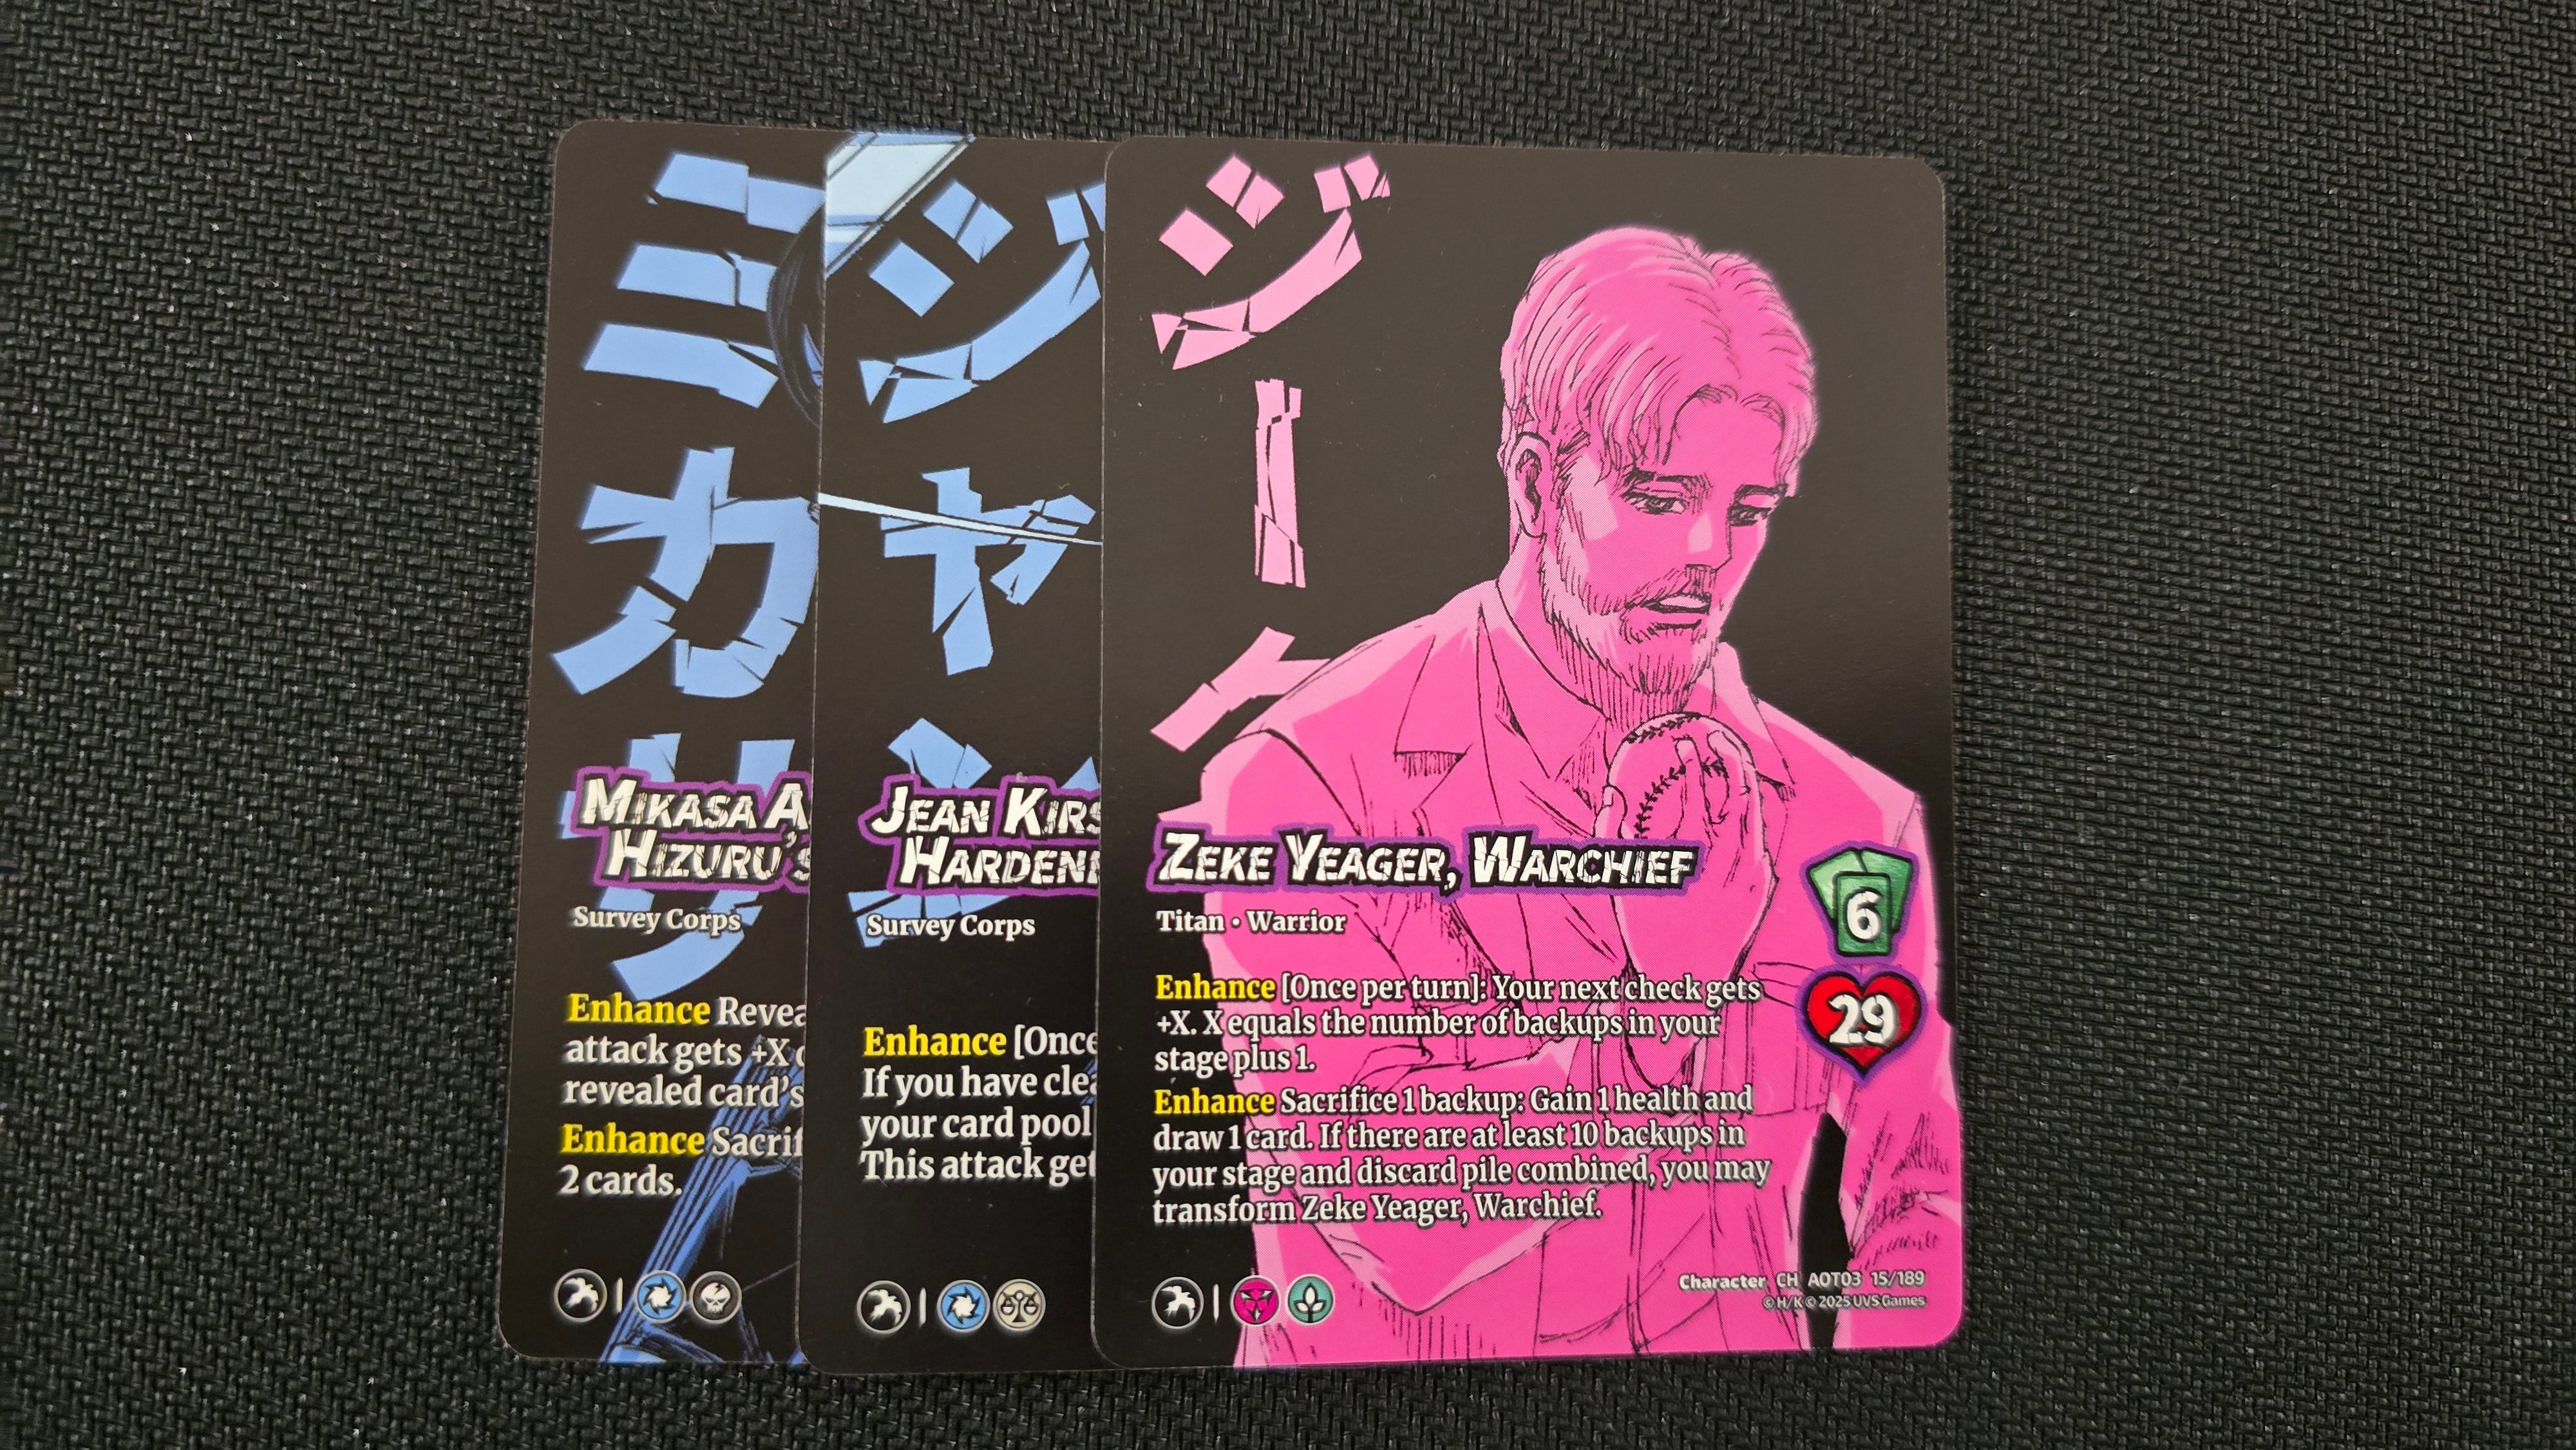 ミカサ
MIKASA A
HIZURU'S
Survey Corps
Enhance Revea
attack gets +X
revealed card's
Enhance Sacrif
2 cards.
ジャン
JEAN KIRS
HARDENE
Survey Corps
Enhance [Once
If you have clea
your card pool
This attack get
ジーク
ZEKE YEAGER, WARCHIEF
Titan • Warrior
6
29
Enhance [Once per turn]: Your next check gets
+X. X equals the number of backups in your
stage plus 1.
Enhance Sacrifice 1 backup: Gain 1 health and
draw 1 card. If there are at least 10 backups in
your stage and discard pile combined, you may
transform Zeke Yeager, Warchief.
Character CH AOT03 15/189
© H/K © 2025 UVS Games